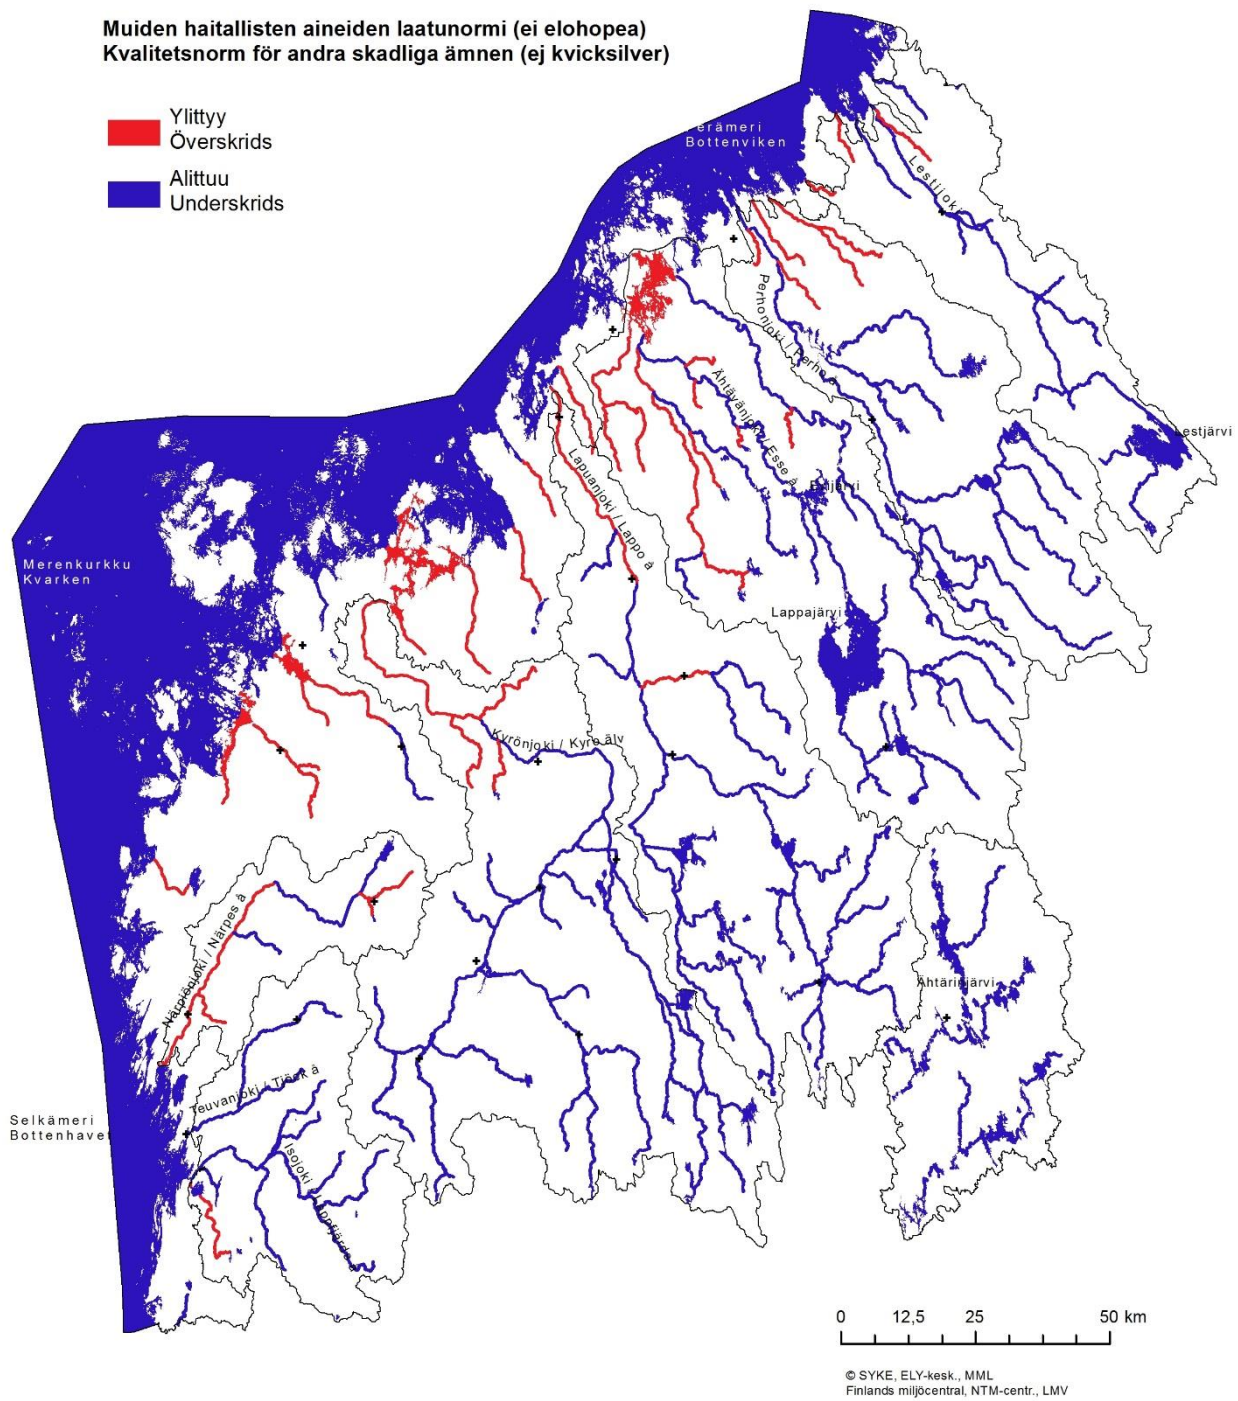 Muiden haitallisten aineiden laatunormi (ei elohopea)
Kvalitetsnorm för andra skadliga ämnen (ej kvicksilver)
Ylittyy
Överskrids
Alittuu
Underskrids
Perämeri
Bottenviken
Lestijoki
Perhonjoki / Perho å
Ähtävänjoki / Esse å
Lestjärvi
Evijärvi
Lapuanjoki / Lappo å
Merenkurkku
Kvarken
Lappajärvi
Kyrönjoki / Kyro älv
Närpiönjoki / Närpes å
Ähtärinjärvi
Teuvanjoki / Tjöck å
Selkämeri
Bottenhavet
Isojoki / Lappfjärds å
0 12,5 25 50 km
© SYKE, ELY-kesk., MML
Finlands miljöcentral, NTM-centr., LMV